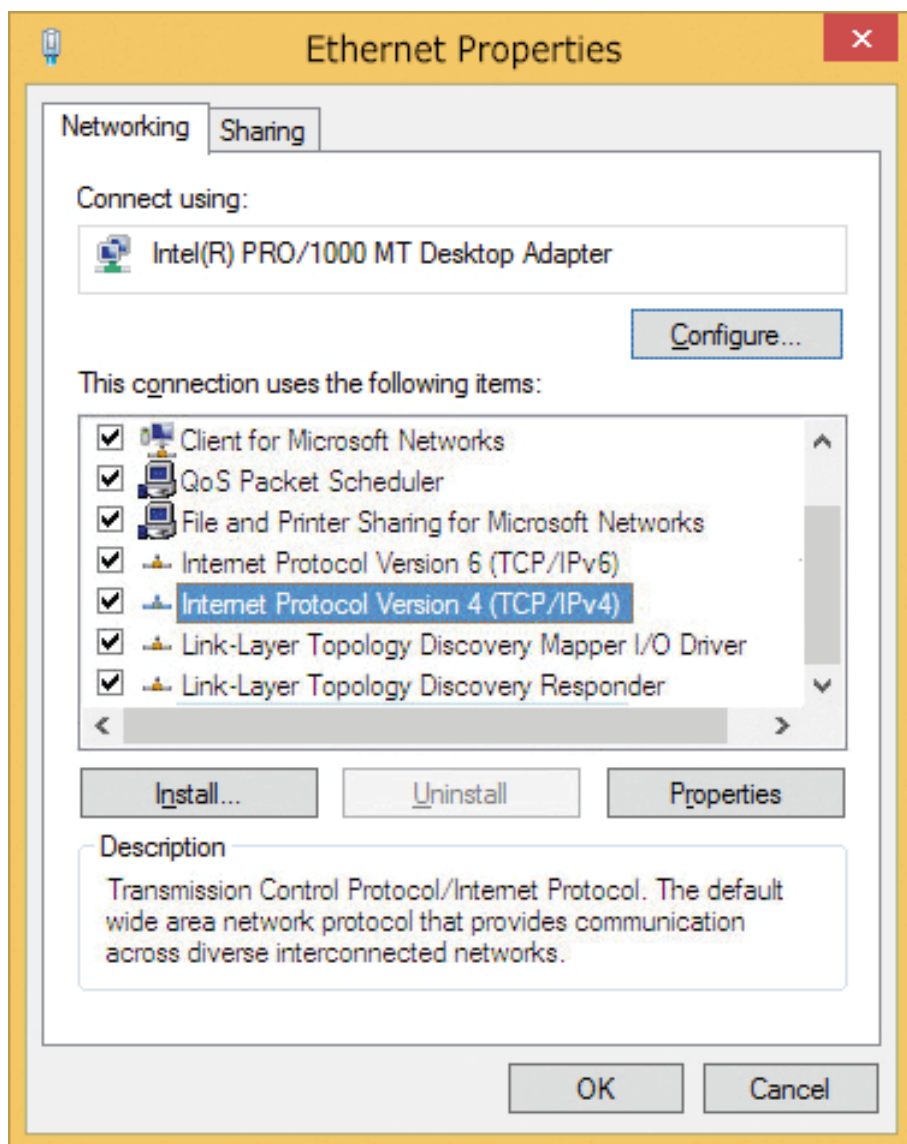 Ethernet Properties
Networking
Sharing
Connect using:
Intel(R) PRO/1000 MT Desktop Adapter
Configure...
This connection uses the following items:
Client for Microsoft Networks
QoS Packet Scheduler
File and Printer Sharing for Microsoft Networks
Internet Protocol Version 6 (TCP/IPv6)
Internet Protocol Version 4 (TCP/IPv4)
Link-Layer Topology Discovery Mapper I/O Driver
Link-Layer Topology Discovery Responder
Install...
Uninstall
Properties
Description
Transmission Control Protocol/Internet Protocol. The default
wide area network protocol that provides communication
across diverse interconnected networks.
OK
Cancel